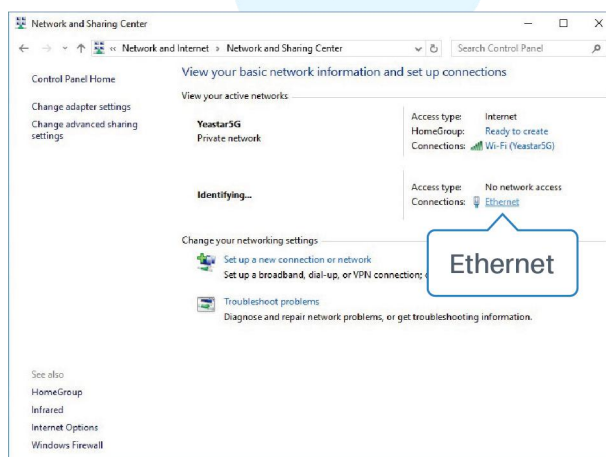 Network and Sharing Center
« Network and Internet > Network and Sharing Center
Search Control Panel
Control Panel Home
Change adapter settings
Change advanced sharing
settings
View your basic network information and set up connections
View your active networks
Yeastar5G
Private network
Access type: Internet
HomeGroup: Ready to create
Connections: Wi-Fi (Yeastar5G)
Identifying...
Access type: No network access
Connections: Ethernet
Ethernet
Change your networking settings
Set up a new connection or network
Set up a broadband, dial-up, or VPN connection;
Troubleshoot problems
Diagnose and repair network problems, or get troubleshooting information.
See also
HomeGroup
Infrared
Internet Options
Windows Firewall